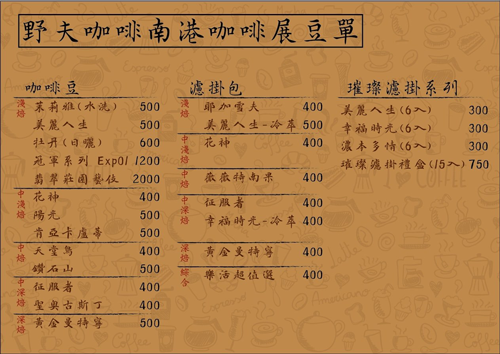 野夫咖啡南港咖啡展豆單
咖啡豆
淺焙
茉莉雅(水洗) 500
美麗人生 500
牡丹(日曬) 600
冠軍系列 Exp01 1200
翡翠莊園藝伎 2000
中淺焙
花神 400
陽光 500
肯亞卡盧蒂 500
中焙
天堂鳥 400
鑽石山 500
中深焙
征服者 400
聖奧古斯丁 400
深焙
黃金曼特寧 500
濾掛包
淺焙
耶加雪夫 400
美麗人生-冷萃 500
中淺焙
花神 400
中焙
薇薇特南果 400
中深焙
征服者 400
幸福時光-冷萃 400
深焙
黃金曼特寧 400
綜合
樂活超值選 400
璀璨濾掛系列
美麗人生(6入) 300
幸福時光(6入) 300
濃本多情(6入) 300
璀璨濾掛禮盒(15入) 750